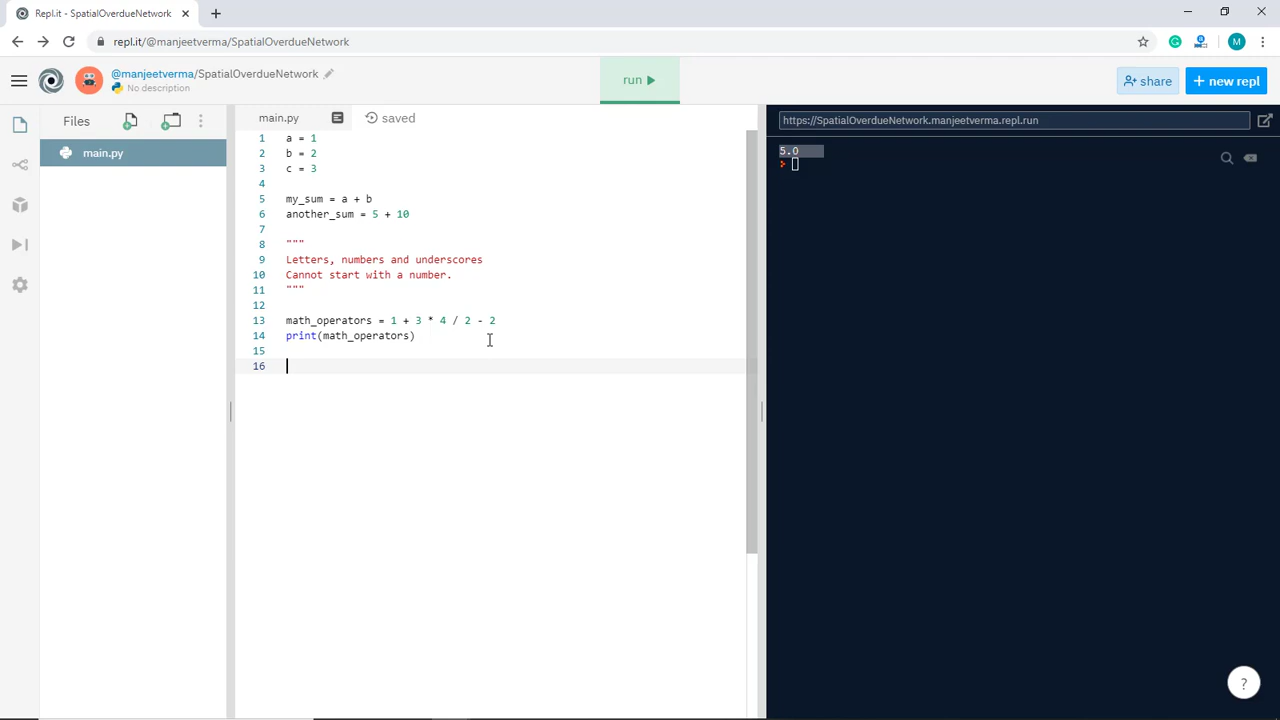 Repl.it - SpatialOverdueNetwork
repl.it/@manjeetverma/SpatialOverdueNetwork
M
@manjeetverma/SpatialOverdueNetwork
No description
run
share
+ new repl
Files
main.py
main.py
saved
1 a = 1
2 b = 2
3 c = 3
4
5 my_sum = a + b
6 another_sum = 5 + 10
7
8 """
9 Letters, numbers and underscores
10 Cannot start with a number.
11 """
12
13 math_operators = 1 + 3 * 4 / 2 - 2
14 print(math_operators)
15
16
https://SpatialOverdueNetwork.manjeetverma.repl.run
5.0
?